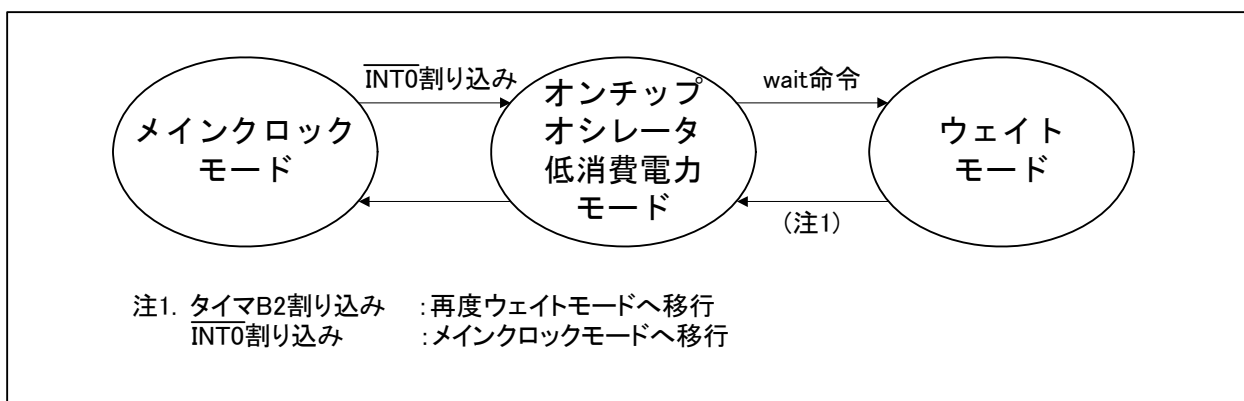 メインクロック
モード
INT0割り込み
オンチップ
オシレータ
低消費電力
モード
wait命令
ウェイト
モード
(注1)
注1. タイマB2割り込み :再度ウェイトモードへ移行
INT0割り込み :メインクロックモードへ移行